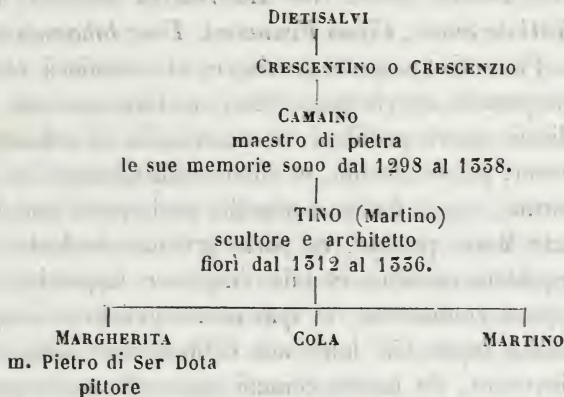 DIETISALVI
CRESCENTINO O CRESCENZIO
CAMAINO
maestro di pietra
le sue memorie sono dal 1298 al 1338.
TINO (Martino)
scultore e architetto
fiorì dal 1312 al 1336.
MARGHERITA COLA MARTINO
m. Pietro di Ser Dota
pittore